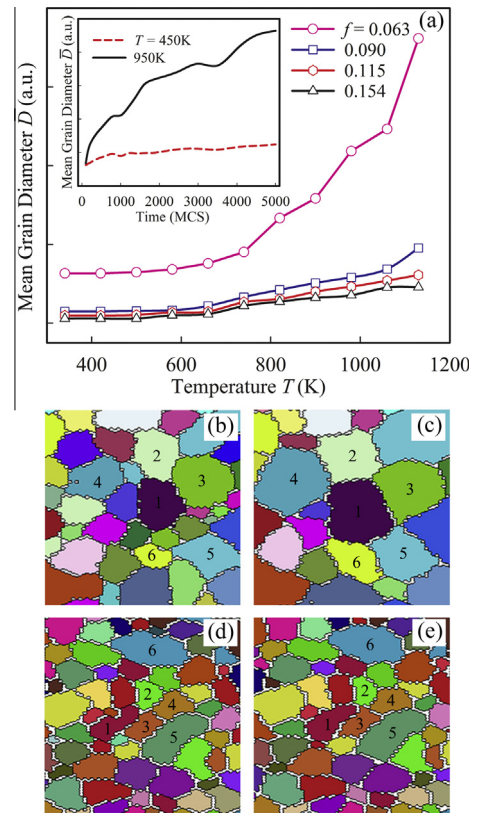 (a)
Mean Grain Diameter D̄ (a.u.)
T = 450K
950K
Mean Grain Diameter D̄ (a.u.)
0 1000 2000 3000 4000 5000
Time (MCS)
f = 0.063
0.090
0.115
0.154
400 600 800 1000 1200
Temperature T (K)
(b)
2
3
4
1
6
5
(c)
2
3
4
1
6
5
(d)
6
2
4
1
3
5
(e)
6
2
4
1
3
5